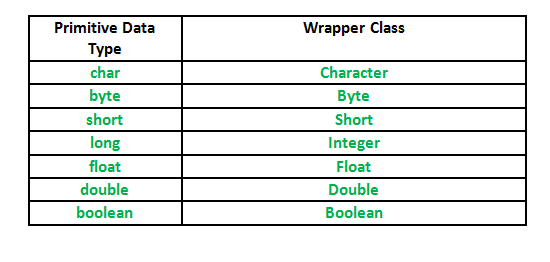 Primitive Data Type Wrapper Class
char Character
byte Byte
short Short
long Integer
float Float
double Double
boolean Boolean